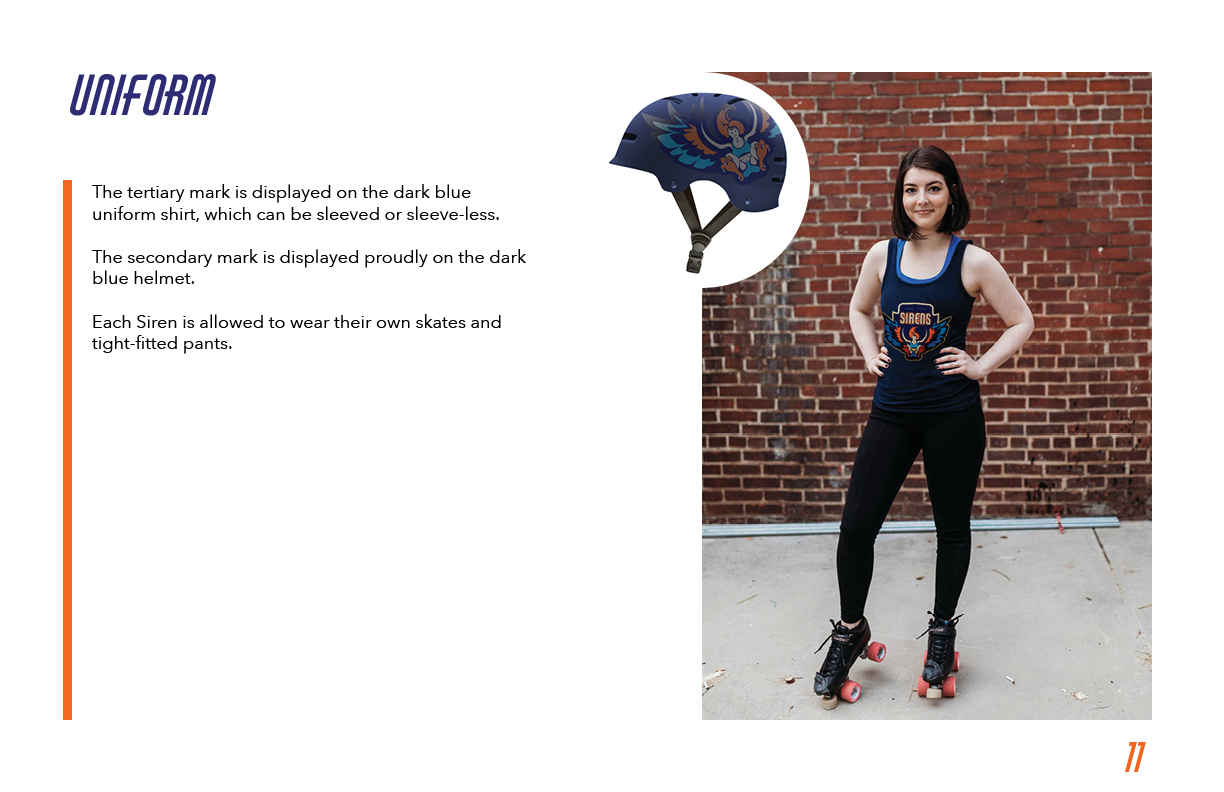 UNIFORM
The tertiary mark is displayed on the dark blue
uniform shirt, which can be sleeved or sleeve-less.
The secondary mark is displayed proudly on the dark
blue helmet.
Each Siren is allowed to wear their own skates and
tight-fitted pants.
SIRENS
11